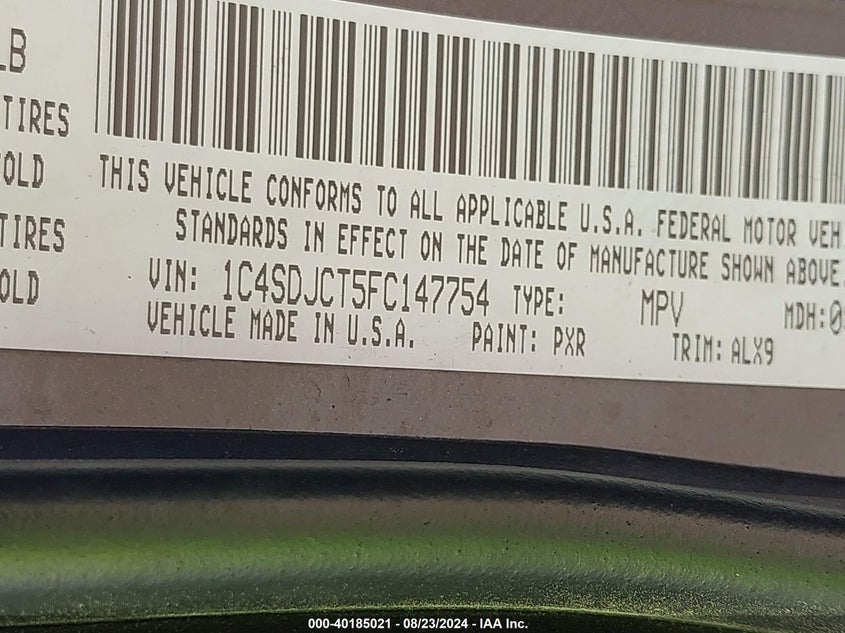 LB
TIRES
OLD
TIRES
OLD
THIS VEHICLE CONFORMS TO ALL APPLICABLE U.S.A. FEDERAL MOTOR VEH
STANDARDS IN EFFECT ON THE DATE OF MANUFACTURE SHOWN ABOVE.
VIN: 1C4SDJCT5FC147754 TYPE: MPV MDH:0
VEHICLE MADE IN U.S.A. PAINT: PXR TRIM: ALX9
000-40185021 - 08/23/2024 - IAA Inc.